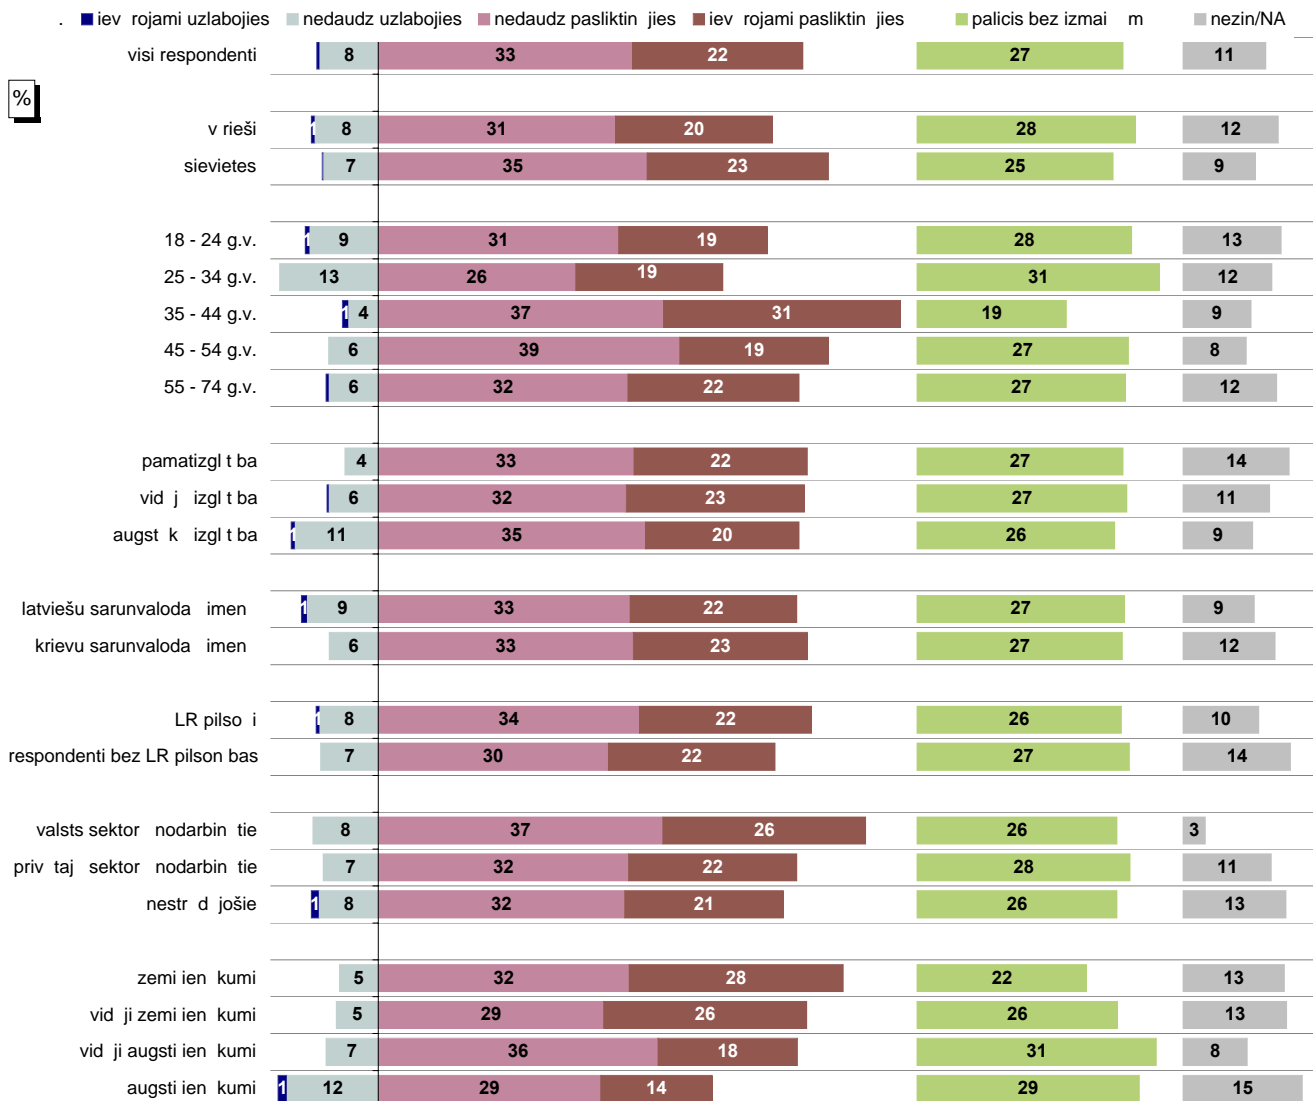 . iev rojami uzlabojies nedaudz uzlabojies nedaudz pasliktin jies iev rojami pasliktin jies palicis bez izmai m nezin/NA
visi respondenti 8 33 22 27 11
%
v rieši 1 8 31 20 28 12
sievietes 7 35 23 25 9
18 - 24 g.v. 1 9 31 19 28 13
25 - 34 g.v. 13 26 19 31 12
35 - 44 g.v. 1 4 37 31 19 9
45 - 54 g.v. 6 39 19 27 8
55 - 74 g.v. 6 32 22 27 12
pamatizgl t ba 4 33 22 27 14
vid j izgl t ba 6 32 23 27 11
augst k izgl t ba 1 11 35 20 26 9
latviešu sarunvaloda imen 1 9 33 22 27 9
krievu sarunvaloda imen 6 33 23 27 12
LR pilso i 1 8 34 22 26 10
respondenti bez LR pilson bas 7 30 22 27 14
valsts sektor nodarbin tie 8 37 26 26 3
priv taj sektor nodarbin tie 7 32 22 28 11
nestr d jošie 1 8 32 21 26 13
zemi ien kumi 5 32 28 22 13
vid ji zemi ien kumi 5 29 26 26 13
vid ji augsti ien kumi 7 36 18 31 8
augsti ien kumi 1 12 29 14 29 15